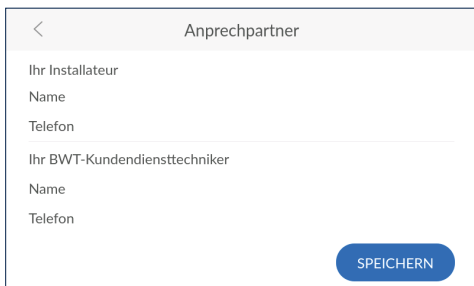 Anprechpartner
Ihr Installateur
Name
Telefon
Ihr BWT-Kundendiensttechniker
Name
Telefon
SPEICHERN